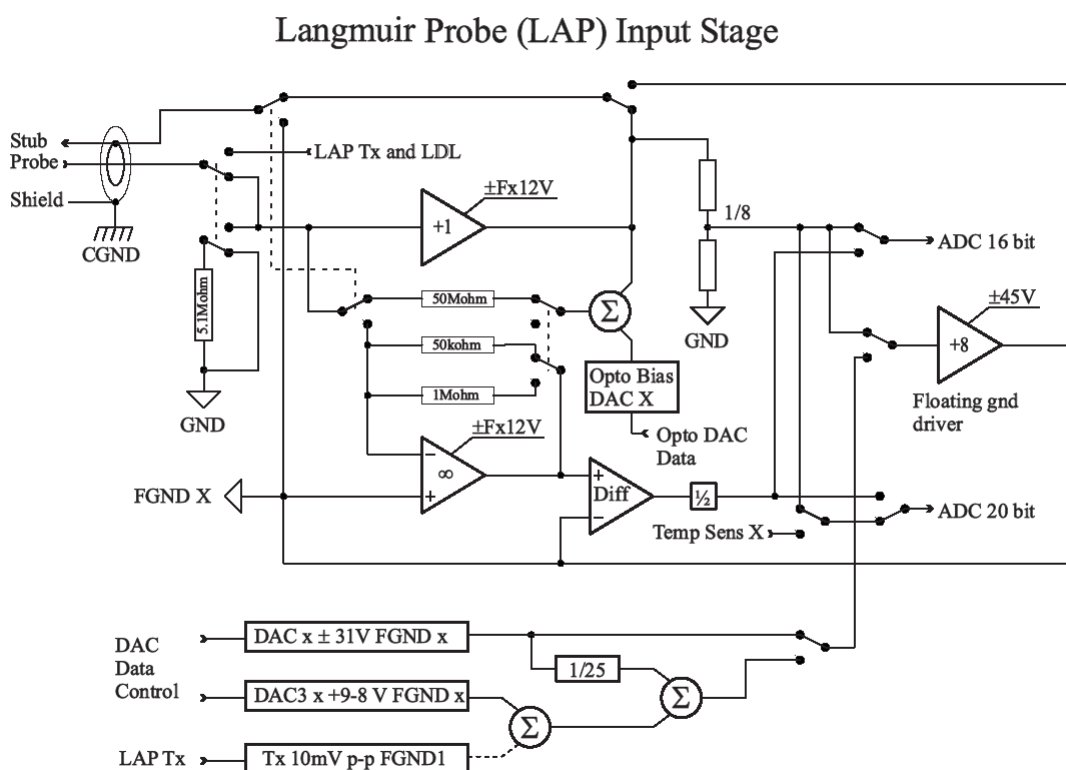 Langmuir Probe (LAP) Input Stage
Stub
Probe
Shield
CGND
LAP Tx and LDL
±Fx12V
+1
1/8
ADC 16 bit
5.1Mohm
GND
50Mohm
Σ
50kohm
1Mohm
Opto Bias
DAC X
Opto DAC
Data
GND
±45V
+8
Floating gnd
driver
±Fx12V
−
∞
+
FGND X
+
Diff
−
½
Temp Sens X
ADC 20 bit
DAC
Data
Control
DAC x ± 31V FGND x
1/25
DAC3 x +9-8 V FGND x
Σ
Σ
LAP Tx
Tx 10mV p-p FGND1